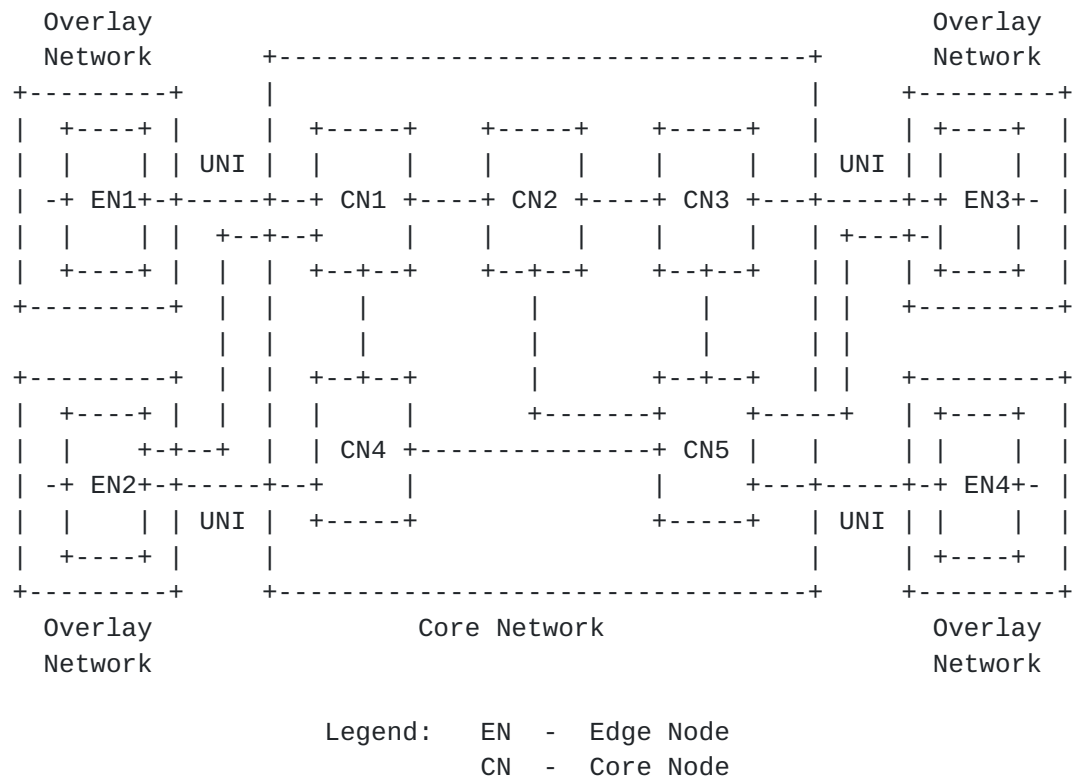 Overlay Overlay
Network Network
UNI UNI
EN1 CN1 CN2 CN3 EN3
CN4 CN5
EN2 EN4
UNI UNI
Overlay Core Network Overlay
Network Network
Legend: EN - Edge Node
CN - Core Node